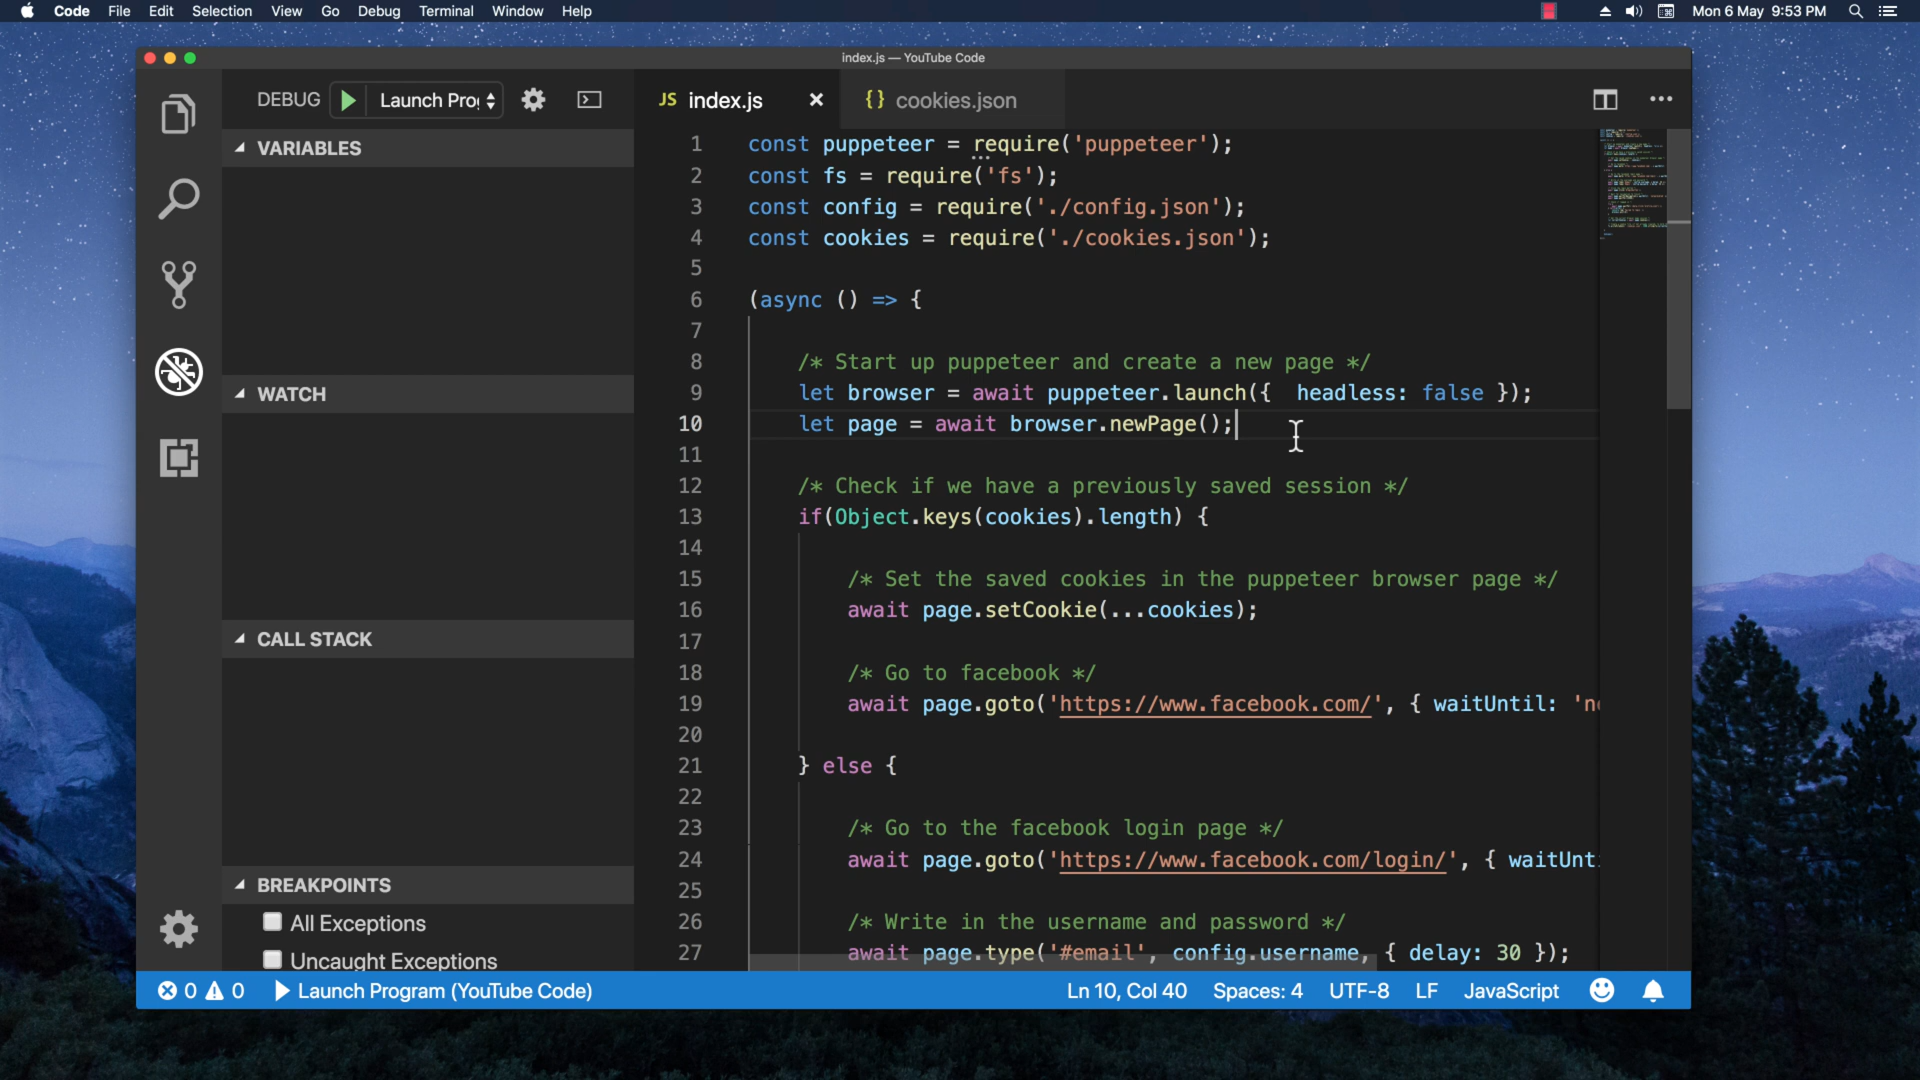 Code File Edit Selection View Go Debug Terminal Window Help Mon 6 May 9:53 PM
index.js — YouTube Code
DEBUG Launch Prog
JS index.js × {} cookies.json
VARIABLES
WATCH
CALL STACK
BREAKPOINTS
All Exceptions
Uncaught Exceptions
1 const puppeteer = require('puppeteer');
2 const fs = require('fs');
3 const config = require('./config.json');
4 const cookies = require('./cookies.json');
5
6 (async () => {
7
8 /* Start up puppeteer and create a new page */
9 let browser = await puppeteer.launch({  headless: false });
10 let page = await browser.newPage();
11
12 /* Check if we have a previously saved session */
13 if(Object.keys(cookies).length) {
14
15 /* Set the saved cookies in the puppeteer browser page */
16 await page.setCookie(...cookies);
17
18 /* Go to facebook */
19 await page.goto('https://www.facebook.com/', { waitUntil: 'ne
20
21 } else {
22
23 /* Go to the facebook login page */
24 await page.goto('https://www.facebook.com/login/', { waitUnt
25
26 /* Write in the username and password */
27 await page.type('#email', config.username, { delay: 30 });
0 0 Launch Program (YouTube Code) Ln 10, Col 40 Spaces: 4 UTF-8 LF JavaScript